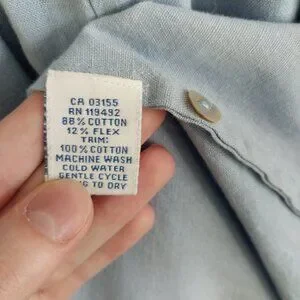 CA 03155
RN 119492
88% COTTON
12% FLEX
TRIM:
100% COTTON
MACHINE WASH
COLD WATER
GENTLE CYCLE
TO DRY